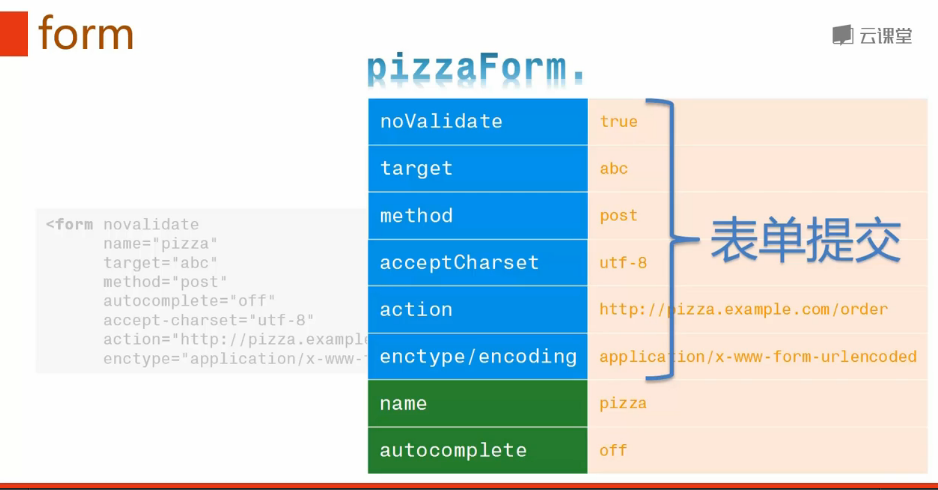 form
云课堂
pizzaForm.
noValidate true
target abc
method post
acceptCharset utf-8
action http://pizza.example.com/order
enctype/encoding application/x-www-form-urlencoded
name pizza
autocomplete off
表单提交
<form novalidate
name="pizza"
target="abc"
method="post"
autocomplete="off"
accept-charset="utf-8"
action="http://pizza.example
enctype="application/x-www-